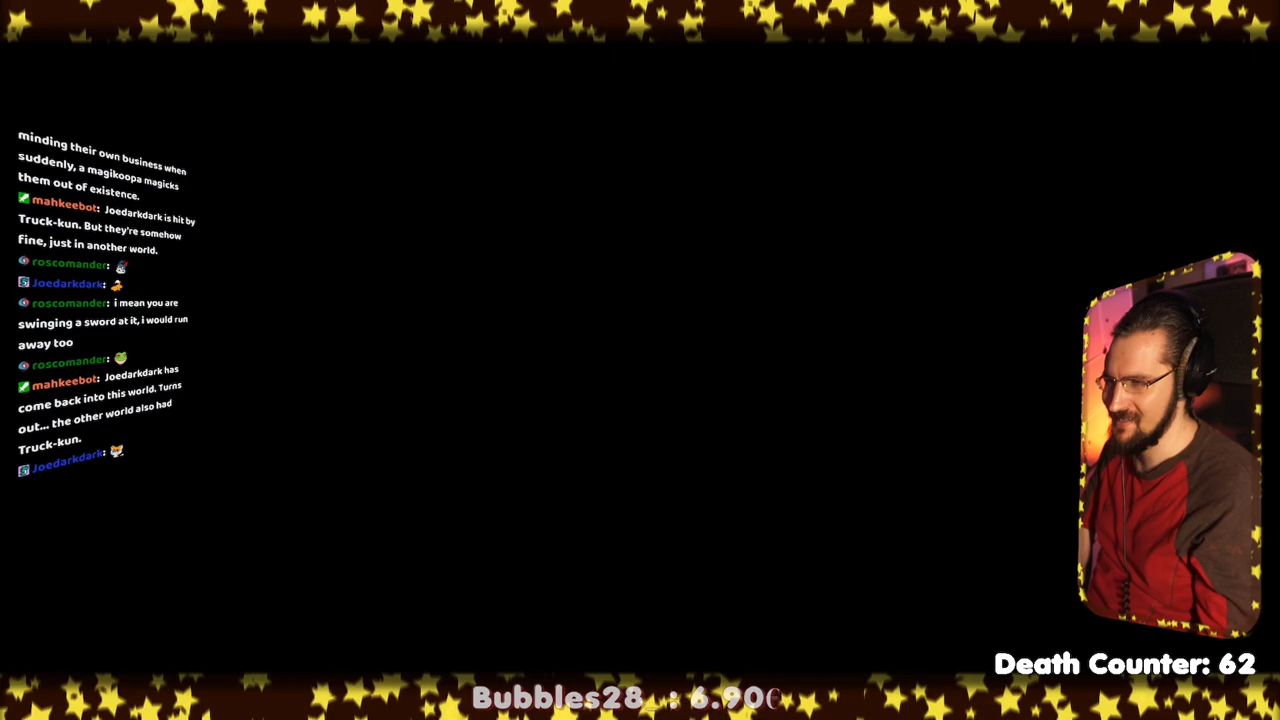 minding their own business when
suddenly, a magikoopa magicks
them out of existence.
mahkeebot: Joedarkdark is hit by
Truck-kun. But they're somehow
fine, just in another world.
roscomander:
Joedarkdark:
roscomander: i mean you are
swinging a sword at it, i would run
away too
roscomander:
mahkeebot: Joedarkdark has
come back into this world. Turns
out... the other world also had
Truck-kun.
Joedarkdark:
Death Counter: 62
Bubbles28_ : 6.90€